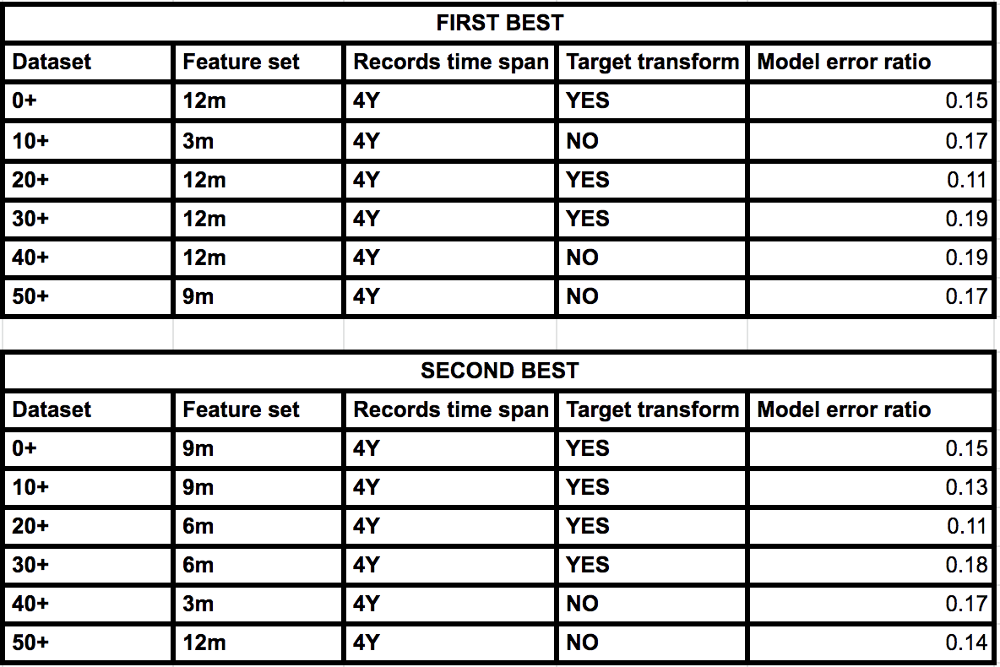 FIRST BEST
Dataset Feature set Records time span Target transform Model error ratio
0+ 12m 4Y YES 0.15
10+ 3m 4Y NO 0.17
20+ 12m 4Y YES 0.11
30+ 12m 4Y YES 0.19
40+ 12m 4Y NO 0.19
50+ 9m 4Y NO 0.17
SECOND BEST
Dataset Feature set Records time span Target transform Model error ratio
0+ 9m 4Y YES 0.15
10+ 9m 4Y YES 0.13
20+ 6m 4Y YES 0.11
30+ 6m 4Y YES 0.18
40+ 3m 4Y NO 0.17
50+ 12m 4Y NO 0.14